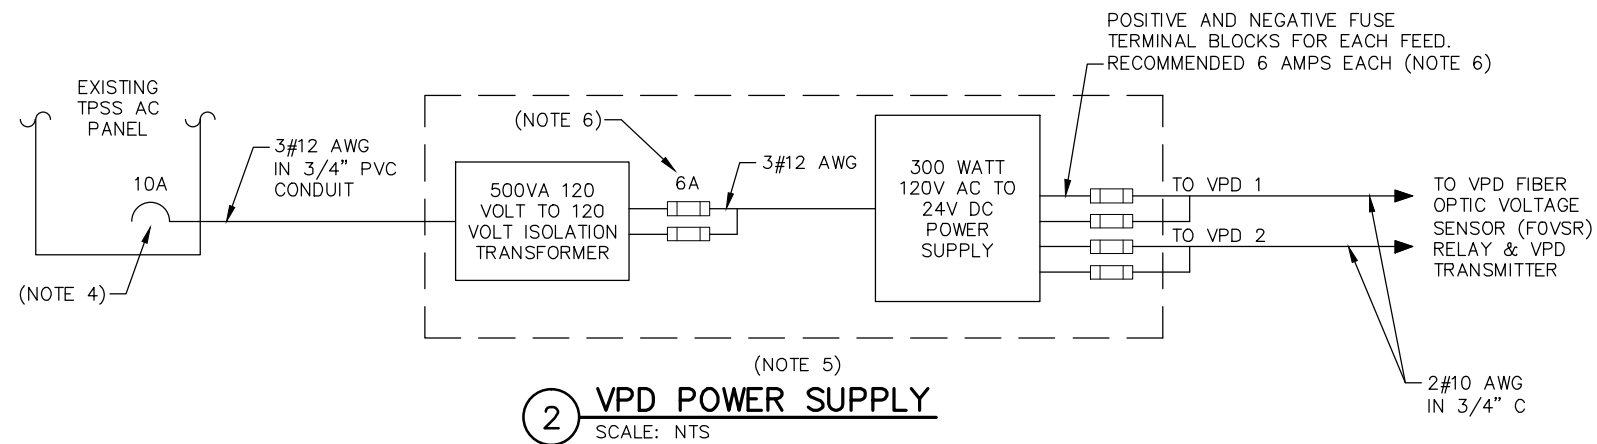 POSITIVE AND NEGATIVE FUSE
TERMINAL BLOCKS FOR EACH FEED.
RECOMMENDED 6 AMPS EACH (NOTE 6)
EXISTING
TPSS AC
PANEL
10A
(NOTE 4)
3#12 AWG
IN 3/4" PVC
CONDUIT
500VA 120
VOLT TO 120
VOLT ISOLATION
TRANSFORMER
(NOTE 6)
6A
3#12 AWG
300 WATT
120V AC TO
24V DC
POWER
SUPPLY
TO VPD 1
TO VPD 2
TO VPD FIBER
OPTIC VOLTAGE
SENSOR (FOVSR)
RELAY & VPD
TRANSMITTER
2#10 AWG
IN 3/4" C
(NOTE 5)
2 VPD POWER SUPPLY
SCALE: NTS